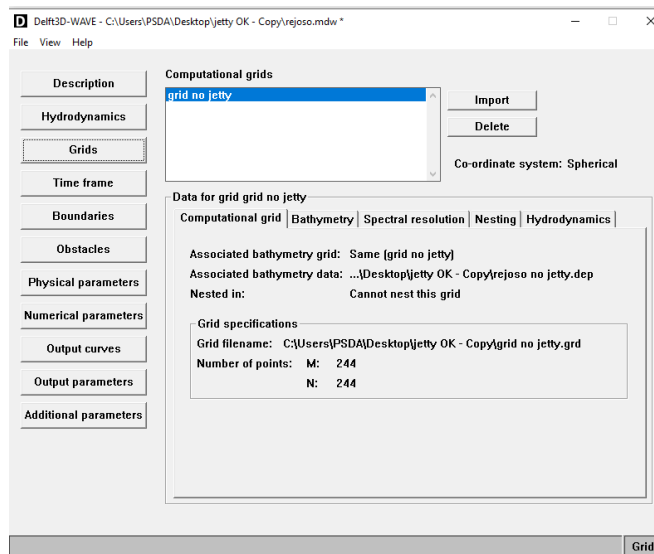 Delft3D-WAVE - C:\Users\PSDA\Desktop\jetty OK - Copy\rejoso.mdw *
File View Help
Description
Hydrodynamics
Grids
Time frame
Boundaries
Obstacles
Physical parameters
Numerical parameters
Output curves
Output parameters
Additional parameters
Computational grids
grid no jetty
Import
Delete
Co-ordinate system: Spherical
Data for grid grid no jetty
Computational grid Bathymetry Spectral resolution Nesting Hydrodynamics
Associated bathymetry grid: Same (grid no jetty)
Associated bathymetry data: ...\Desktop\jetty OK - Copy\rejoso no jetty.dep
Nested in: Cannot nest this grid
Grid specifications
Grid filename: C:\Users\PSDA\Desktop\jetty OK - Copy\grid no jetty.grd
Number of points: M: 244
N: 244
Grid